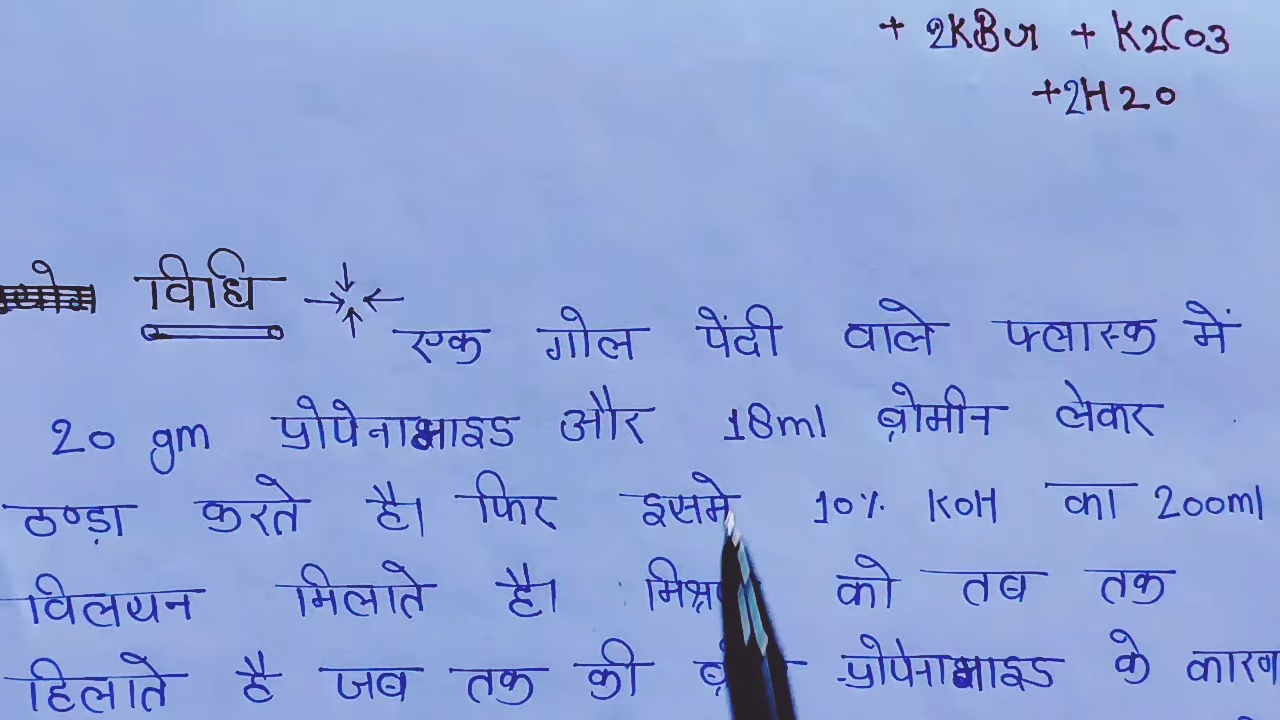 + 2KBr + K2CO3
+2H2O
विधि
एक गोल पेंदी वाले फ्लास्क में
20 gm प्रोपेनामाइड और 18ml ब्रोमीन लेकर
ठण्डा करते है। फिर इसमे 10% KOH का 200ml
विलयन मिलाते है। को तब तक
हिलाते है जब तक की प्रोपेनामाइड के कारण